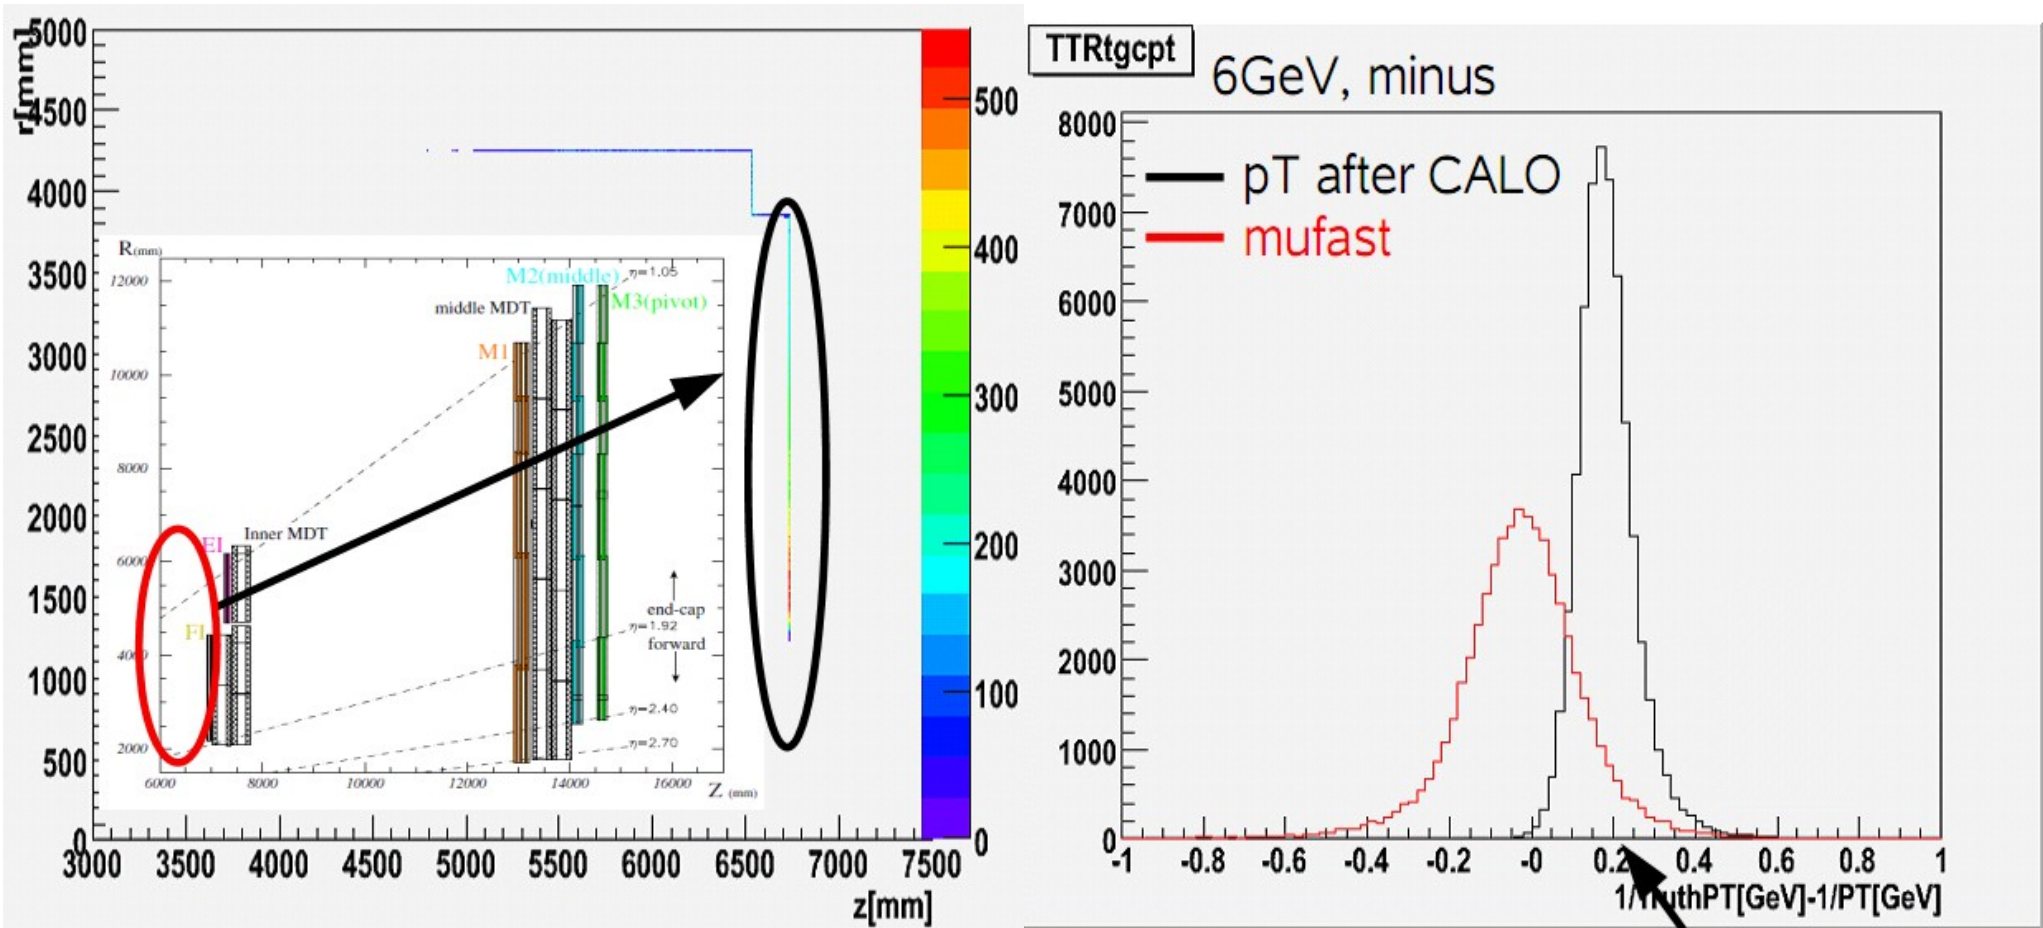 r[mm]
5000
4500
4000
3500
3000
2500
2000
1500
1000
500
0
3000 3500 4000 4500 5000 5500 6000 6500 7000 7500
z[mm]
500
400
300
200
100
0
R(mm)
12000
10000
8000
6000
4000
2000
6000 8000 10000 12000 14000 16000
Z (mm)
M2(middle)
η=1.05
middle MDT
M3(pivot)
M1
EI
Inner MDT
FI
end-cap
η=1.92
forward
η=2.40
η=2.70
TTRtgcpt
6GeV, minus
pT after CALO
mufast
8000
7000
6000
5000
4000
3000
2000
1000
0
-1 -0.8 -0.6 -0.4 -0.2 -0 0.2 0.4 0.6 0.8 1
1/TruthPT[GeV]-1/PT[GeV]